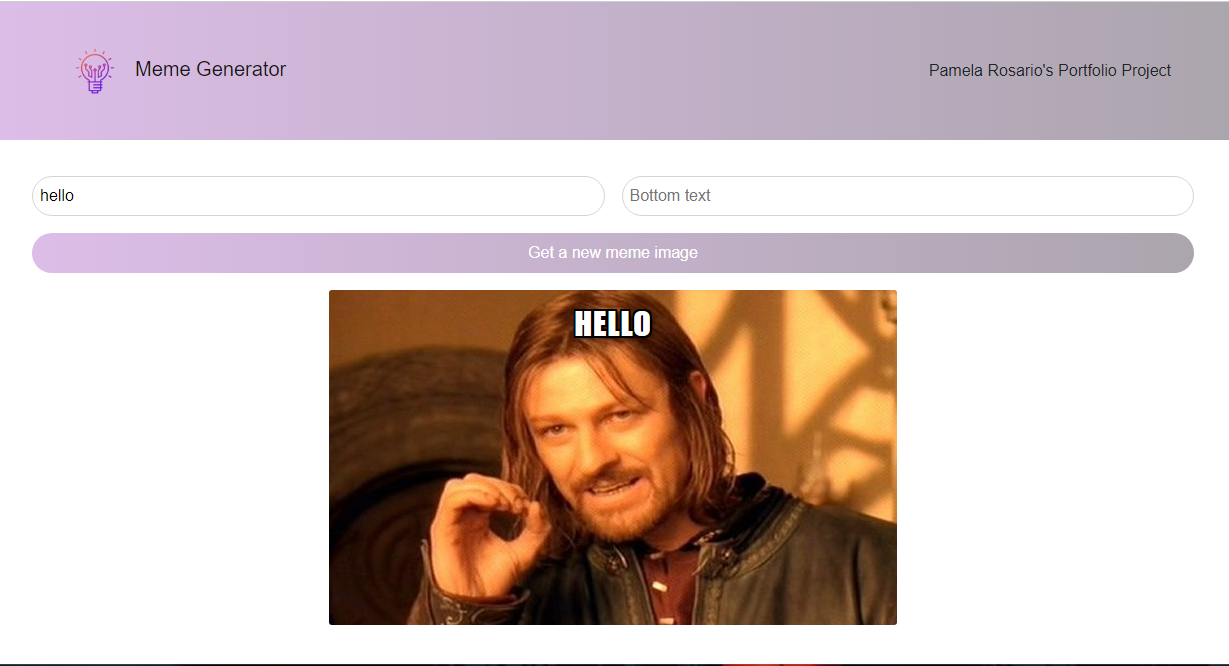 Meme Generator
Pamela Rosario's Portfolio Project
hello
Bottom text
Get a new meme image
HELLO